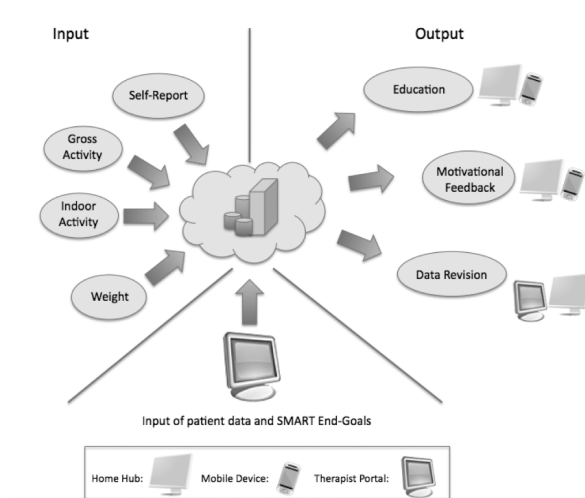 Input
Output
Self-Report
Gross
Activity
Indoor
Activity
Weight
Education
Motivational
Feedback
Data Revision
Input of patient data and SMART End-Goals
Home Hub:
Mobile Device:
Therapist Portal: